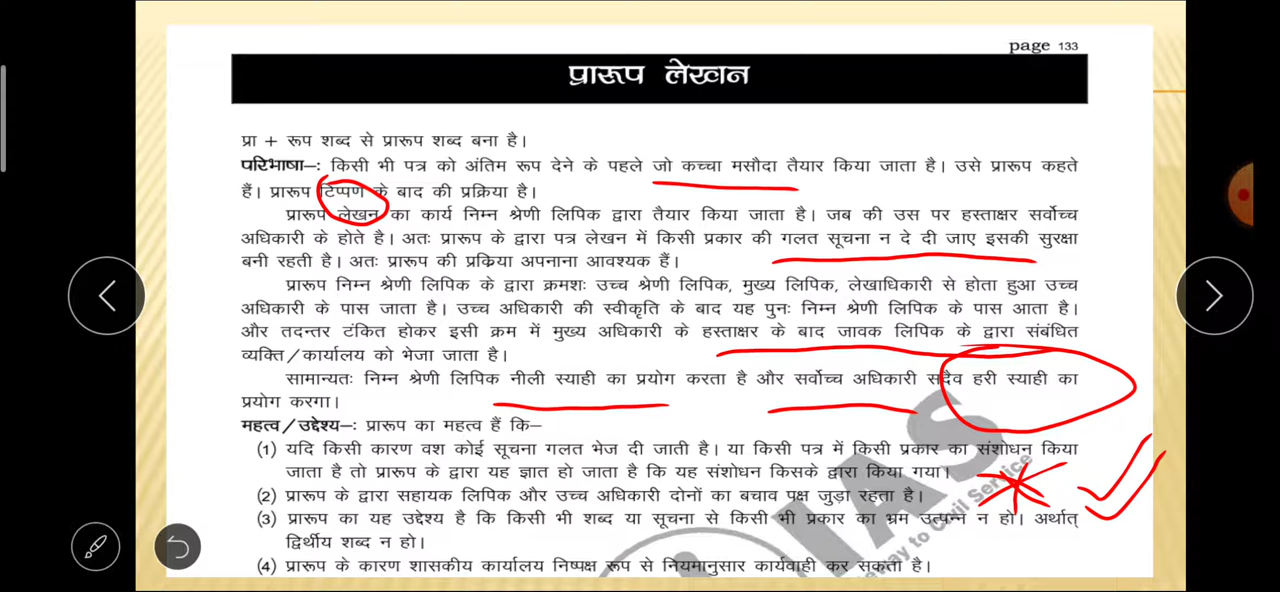 page 133
प्रारूप लेखन
प्रा + रूप शब्द से प्रारूप शब्द बना है।
परिभाषा–: किसी भी पत्र को अंतिम रूप देने के पहले जो कच्चा मसौदा तैयार किया जाता है। उसे प्रारूप कहते
हैं। प्रारूप टिप्पण के बाद की प्रक्रिया है।
प्रारूप लेखन का कार्य निम्न श्रेणी लिपिक द्वारा तैयार किया जाता है। जब की उस पर हस्ताक्षर सर्वोच्च
अधिकारी के होते है। अतः प्रारूप के द्वारा पत्र लेखन में किसी प्रकार की गलत सूचना न दे दी जाए इसकी सुरक्षा
बनी रहती है। अतः प्रारूप की प्रकिया अपनाना आवश्यक हैं।
प्रारूप निम्न श्रेणी लिपिक के द्वारा क्रमशः उच्च श्रेणी लिपिक, मुख्य लिपिक, लेखाधिकारी से होता हुआ उच्च
अधिकारी के पास जाता है। उच्च अधिकारी की स्वीकृति के बाद यह पुनः निम्न श्रेणी लिपिक के पास आता है।
और तदन्तर टंकित होकर इसी क्रम में मुख्य अधिकारी के हस्ताक्षर के बाद जावक लिपिक के द्वारा संबंधित
व्यक्ति/कार्यालय को भेजा जाता है।
सामान्यतः निम्न श्रेणी लिपिक नीली स्याही का प्रयोग करता है और सर्वोच्च अधिकारी सदैव हरी स्याही का
प्रयोग करगा।
महत्व/उद्देश्य–: प्रारूप का महत्व हैं कि–
(1) यदि किसी कारण वश कोई सूचना गलत भेज दी जाती है। या किसी पत्र में किसी प्रकार का संशोधन किया
जाता है तो प्रारूप के द्वारा यह ज्ञात हो जाता है कि यह संशोधन किसके द्वारा किया गया।
(2) प्रारूप के द्वारा सहायक लिपिक और उच्च अधिकारी दोनों का बचाव पक्ष जुड़ा रहता है।
(3) प्रारूप का यह उद्देश्य है कि किसी भी शब्द या सूचना से किसी भी प्रकार का भ्रम उत्पन्न न हो। अर्थात्
द्विर्थीय शब्द न हो।
(4) प्रारूप के कारण शासकीय कार्यालय निष्पक्ष रूप से नियमानुसार कार्यवाही कर सकता है।
IAS
way to Civil Service